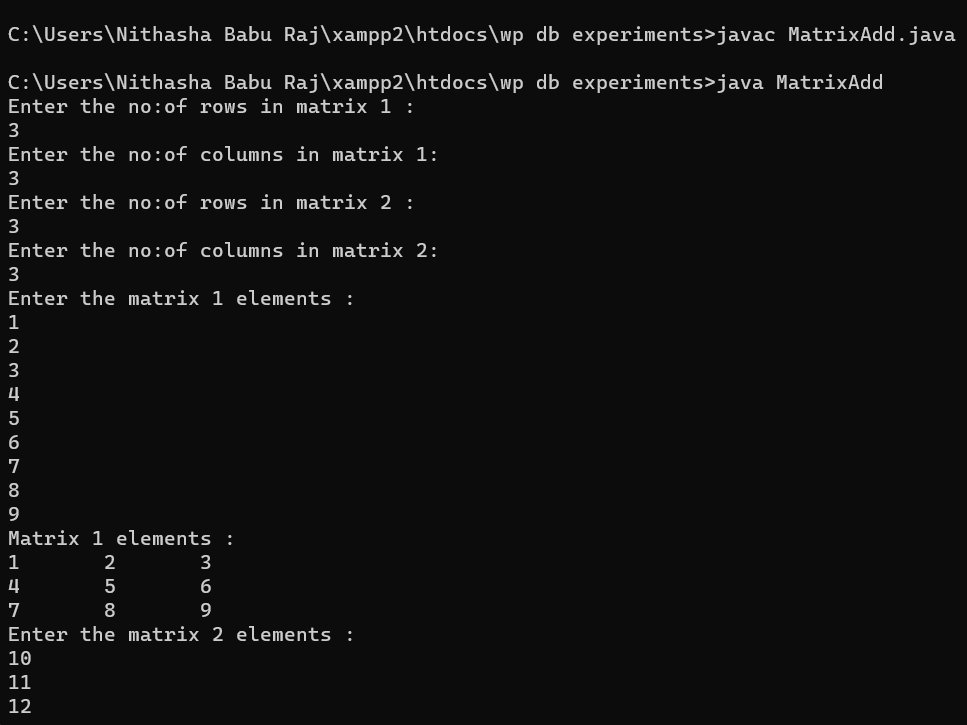 C:\Users\Nithasha Babu Raj\xampp2\htdocs\wp db experiments>javac MatrixAdd.java
C:\Users\Nithasha Babu Raj\xampp2\htdocs\wp db experiments>java MatrixAdd
Enter the no:of rows in matrix 1 :
3
Enter the no:of columns in matrix 1:
3
Enter the no:of rows in matrix 2 :
3
Enter the no:of columns in matrix 2:
3
Enter the matrix 1 elements :
1
2
3
4
5
6
7
8
9
Matrix 1 elements :
1       2       3
4       5       6
7       8       9
Enter the matrix 2 elements :
10
11
12